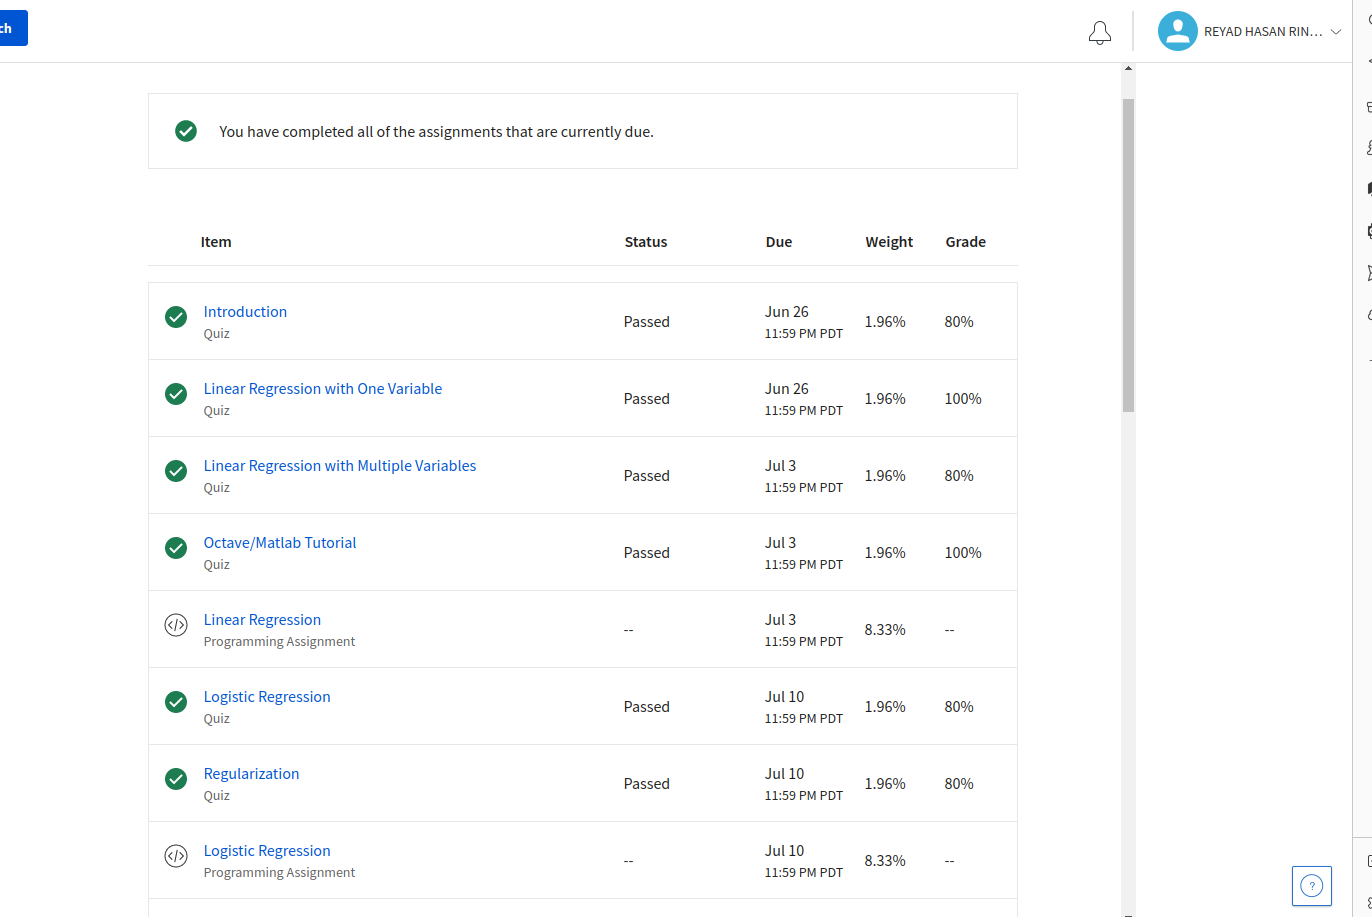 ch
REYAD HASAN RIN...
You have completed all of the assignments that are currently due.
Item Status Due Weight Grade
Introduction
Quiz
Passed
Jun 26
11:59 PM PDT
1.96%
80%
Linear Regression with One Variable
Quiz
Passed
Jun 26
11:59 PM PDT
1.96%
100%
Linear Regression with Multiple Variables
Quiz
Passed
Jul 3
11:59 PM PDT
1.96%
80%
Octave/Matlab Tutorial
Quiz
Passed
Jul 3
11:59 PM PDT
1.96%
100%
Linear Regression
Programming Assignment
--
Jul 3
11:59 PM PDT
8.33%
--
Logistic Regression
Quiz
Passed
Jul 10
11:59 PM PDT
1.96%
80%
Regularization
Quiz
Passed
Jul 10
11:59 PM PDT
1.96%
80%
Logistic Regression
Programming Assignment
--
Jul 10
11:59 PM PDT
8.33%
--
?